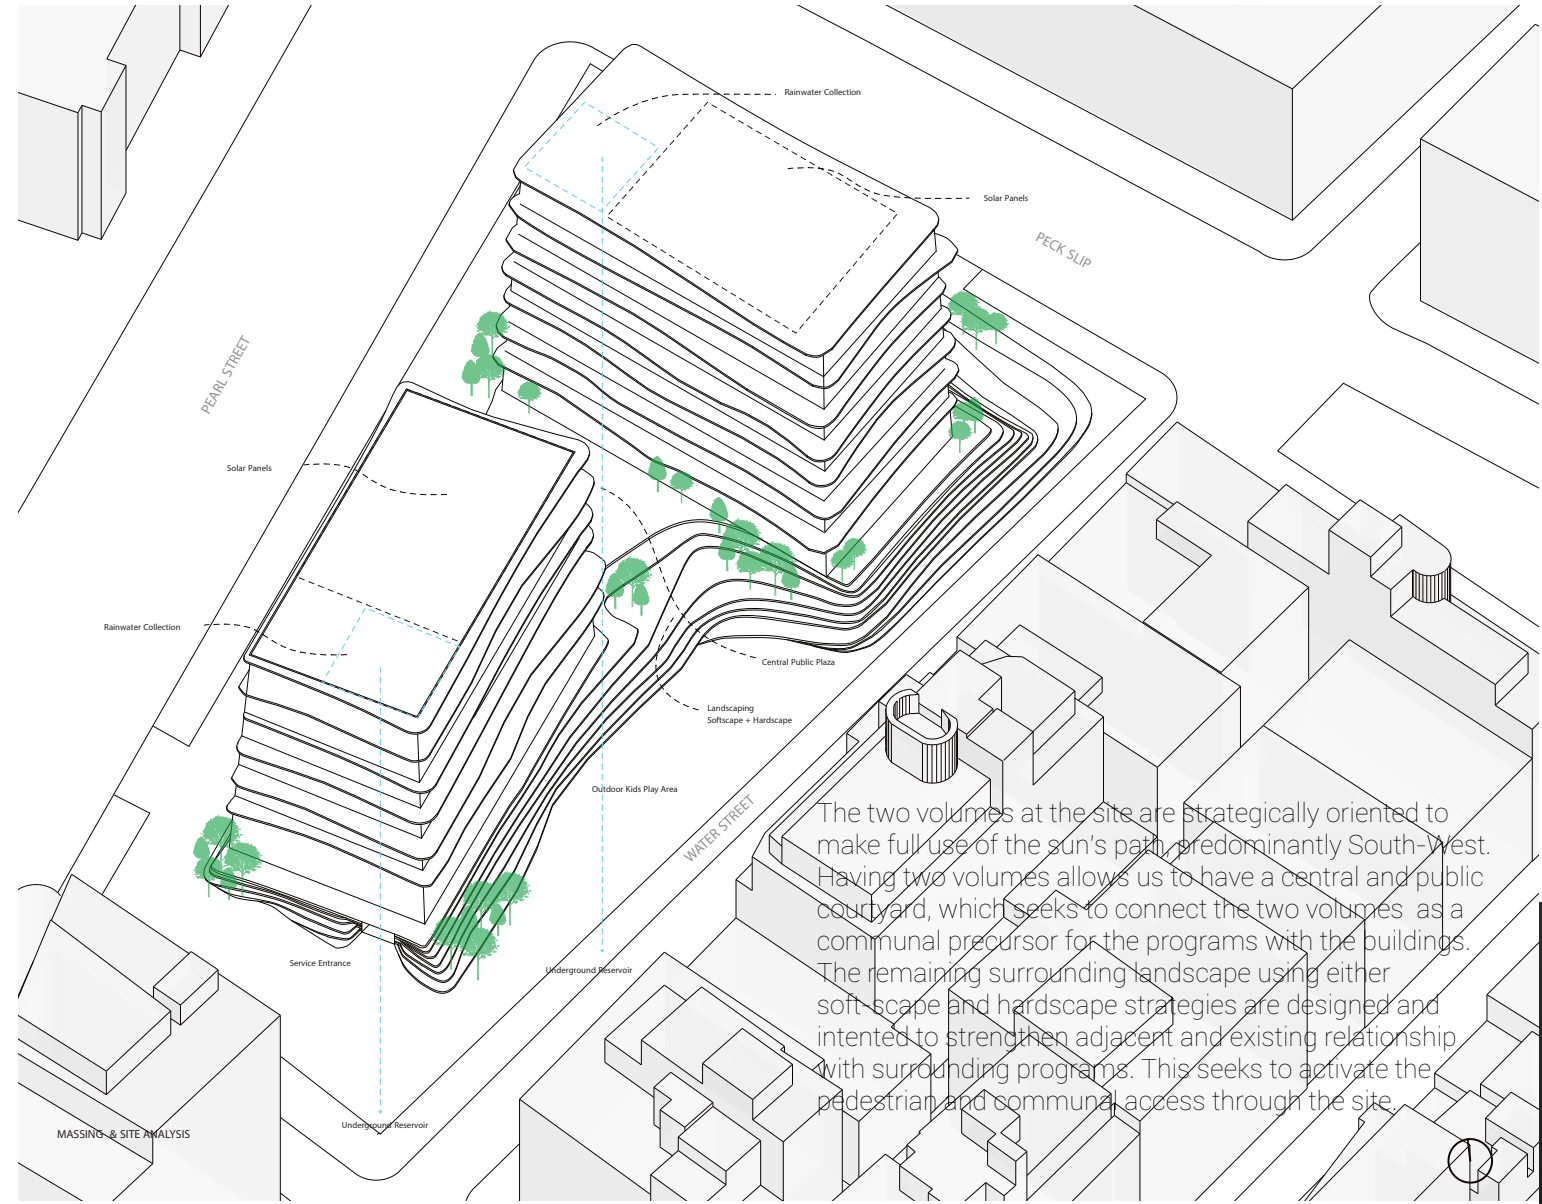 Rainwater Collection
Solar Panels
PECK SLIP
PEARL STREET
Solar Panels
Rainwater Collection
Central Public Plaza
Landscaping
Softscape + Hardscape
Outdoor Kids Play Area
WATER STREET
The two volumes at the site are strategically oriented to
make full use of the sun's path, predominantly South-West.
Having two volumes allows us to have a central and public
courtyard, which seeks to connect the two volumes as a
communal precursor for the programs with the buildings.
The remaining surrounding landscape using either
soft-scape and hardscape strategies are designed and
intented to strengthen adjacent and existing relationship
with surrounding programs. This seeks to activate the
pedestrian and communal access through the site.
Service Entrance
Underground Reservoir
Underground Reservoir
MASSING & SITE ANALYSIS